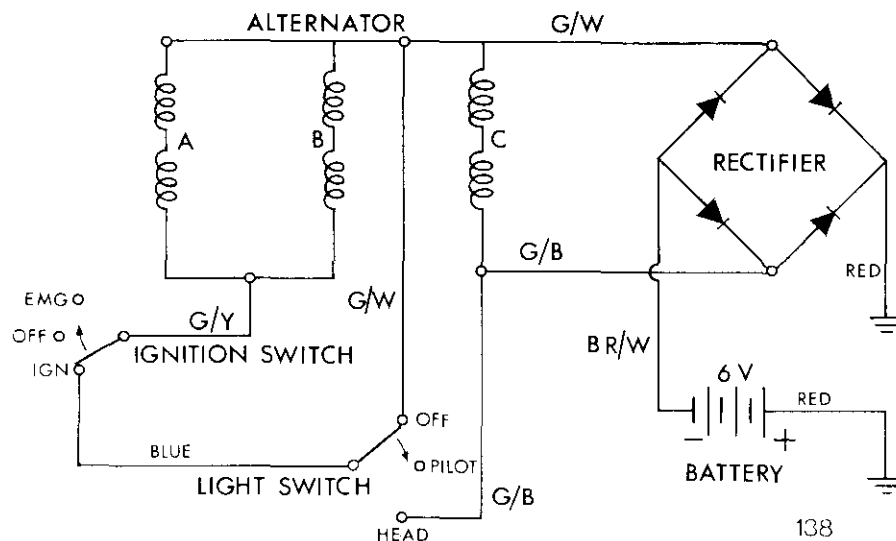 ALTERNATOR
G/W
A
B
C
RECTIFIER
G/B
RED
EMG
G/Y
G/W
OFF
IGNITION SWITCH
IGN
BR/W
6 V
RED
OFF
BLUE
PILOT
- +
LIGHT SWITCH
BATTERY
G/B
HEAD
138